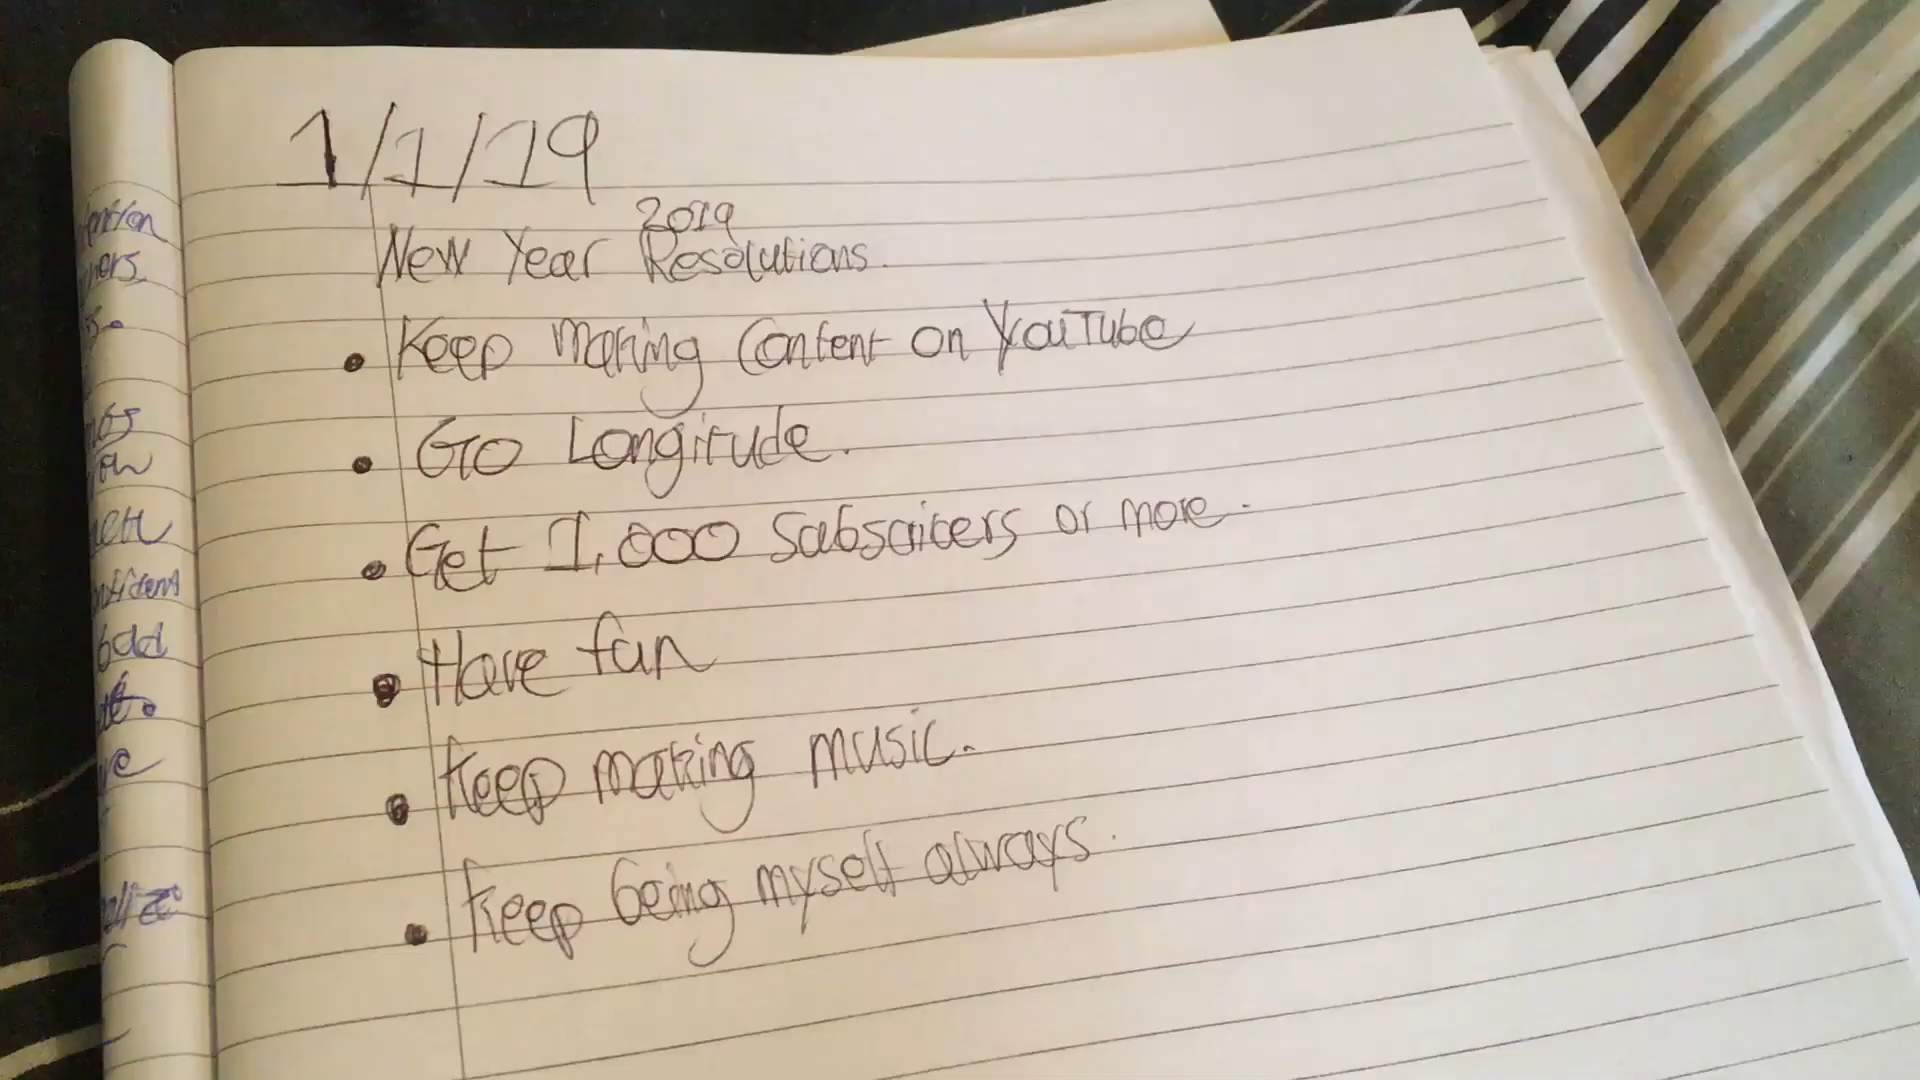 1/1/19
2019
New Year Resolutions.
• Keep making Content on YouTube
• Go Longitude.
• Get 1,000 Subscribers or more.
• Have fun
• Keep making music.
• Keep being myself always.